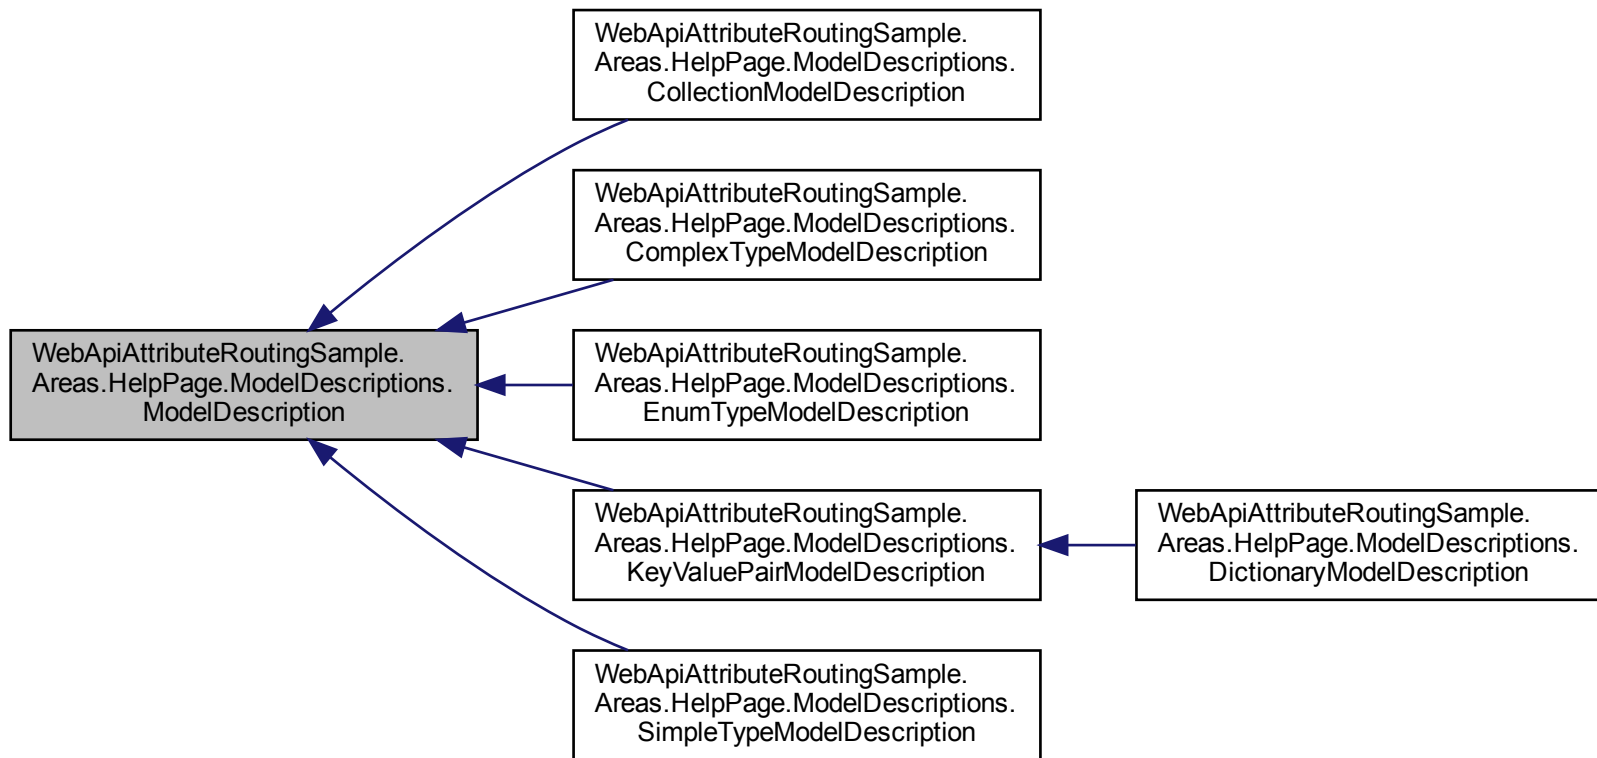 WebApiAttributeRoutingSample.
Areas.HelpPage.ModelDescriptions.
CollectionModelDescription
WebApiAttributeRoutingSample.
Areas.HelpPage.ModelDescriptions.
ComplexTypeModelDescription
WebApiAttributeRoutingSample.
Areas.HelpPage.ModelDescriptions.
ModelDescription
WebApiAttributeRoutingSample.
Areas.HelpPage.ModelDescriptions.
EnumTypeModelDescription
WebApiAttributeRoutingSample.
Areas.HelpPage.ModelDescriptions.
KeyValuePairModelDescription
WebApiAttributeRoutingSample.
Areas.HelpPage.ModelDescriptions.
DictionaryModelDescription
WebApiAttributeRoutingSample.
Areas.HelpPage.ModelDescriptions.
SimpleTypeModelDescription